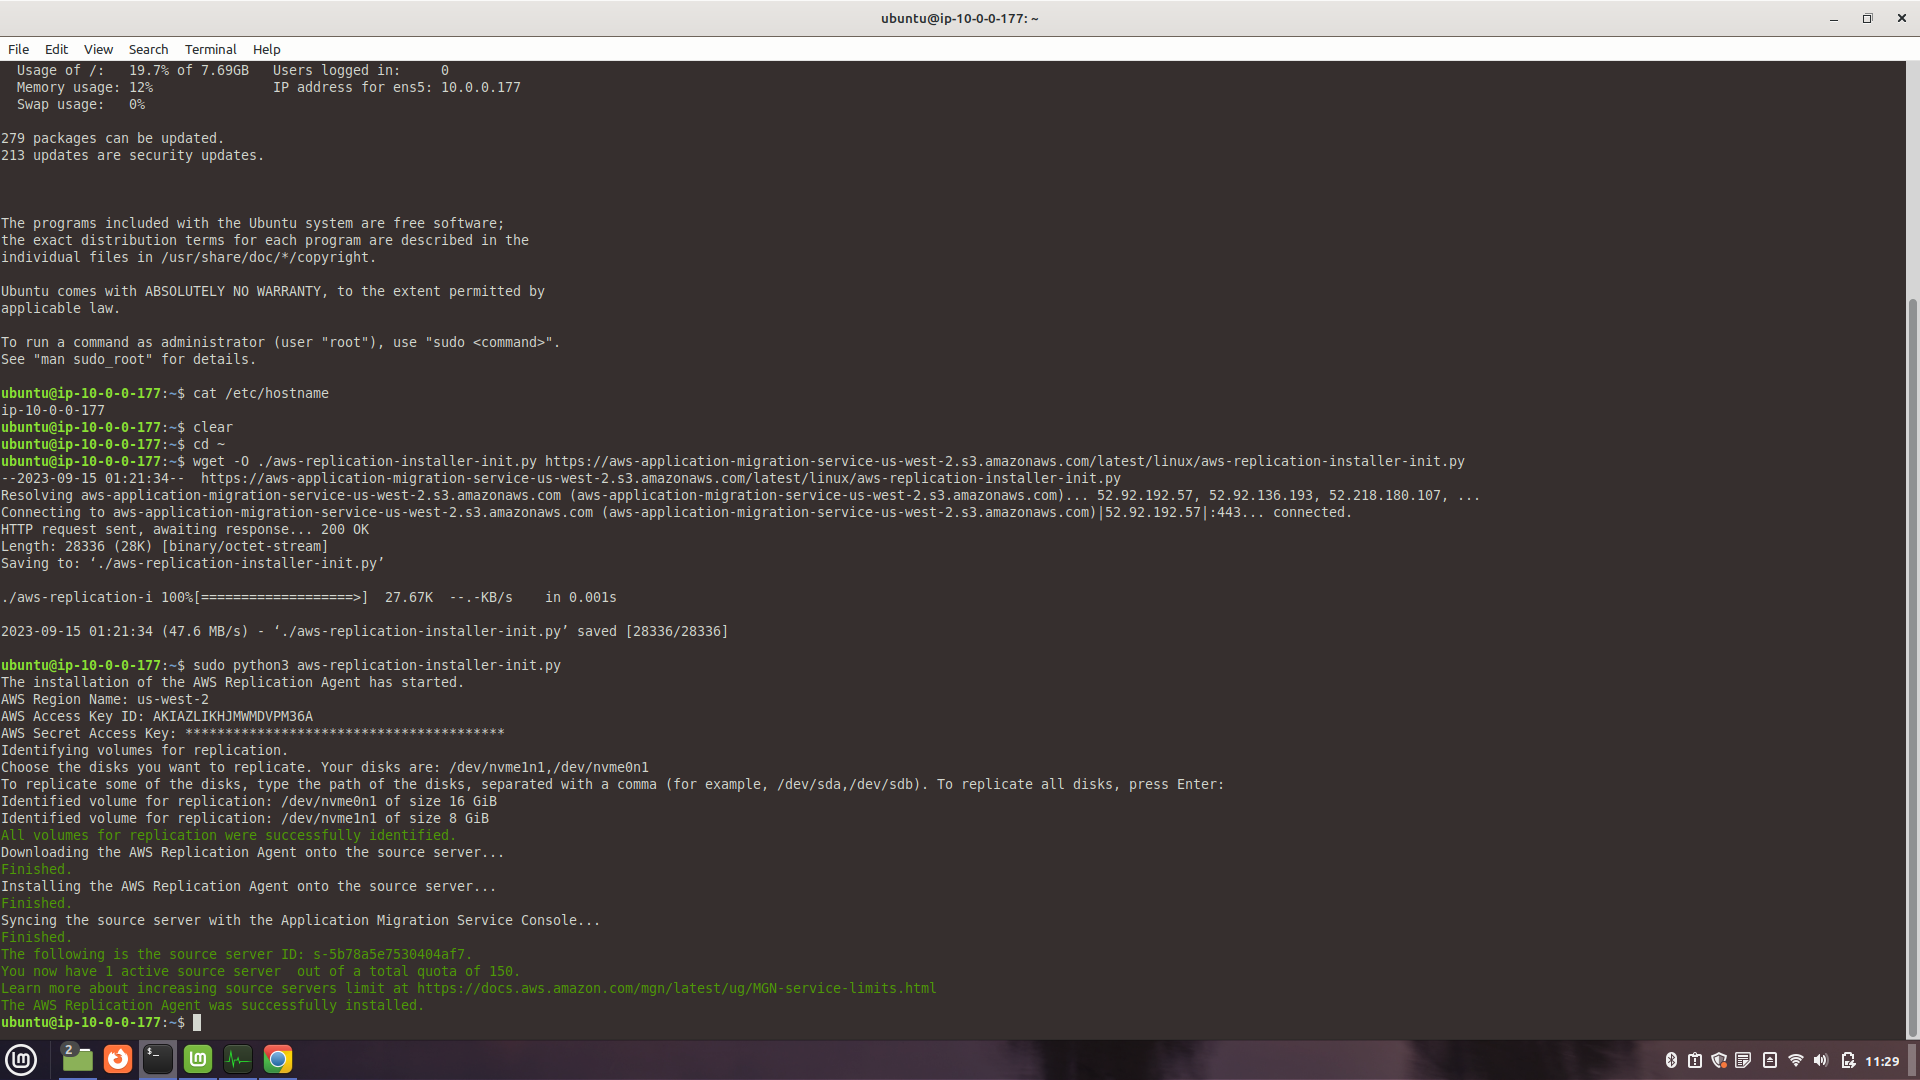 ubuntu@ip-10-0-0-177: ~
File Edit View Search Terminal Help
Usage of /: 19.7% of 7.69GB Users logged in: 0
Memory usage: 12% IP address for ens5: 10.0.0.177
Swap usage: 0%
279 packages can be updated.
213 updates are security updates.
The programs included with the Ubuntu system are free software;
the exact distribution terms for each program are described in the
individual files in /usr/share/doc/*/copyright.
Ubuntu comes with ABSOLUTELY NO WARRANTY, to the extent permitted by
applicable law.
To run a command as administrator (user "root"), use "sudo <command>".
See "man sudo_root" for details.
ubuntu@ip-10-0-0-177:~$ cat /etc/hostname
ip-10-0-0-177
ubuntu@ip-10-0-0-177:~$ clear
ubuntu@ip-10-0-0-177:~$ cd ~
ubuntu@ip-10-0-0-177:~$ wget -O ./aws-replication-installer-init.py https://aws-application-migration-service-us-west-2.s3.amazonaws.com/latest/linux/aws-replication-installer-init.py
--2023-09-15 01:21:34-- https://aws-application-migration-service-us-west-2.s3.amazonaws.com/latest/linux/aws-replication-installer-init.py
Resolving aws-application-migration-service-us-west-2.s3.amazonaws.com (aws-application-migration-service-us-west-2.s3.amazonaws.com)... 52.92.192.57, 52.92.136.193, 52.218.180.107, ...
Connecting to aws-application-migration-service-us-west-2.s3.amazonaws.com (aws-application-migration-service-us-west-2.s3.amazonaws.com)|52.92.192.57|:443... connected.
HTTP request sent, awaiting response... 200 OK
Length: 28336 (28K) [binary/octet-stream]
Saving to: ‘./aws-replication-installer-init.py’
./aws-replication-i 100%[===================>] 27.67K --.-KB/s in 0.001s
2023-09-15 01:21:34 (47.6 MB/s) - ‘./aws-replication-installer-init.py’ saved [28336/28336]
ubuntu@ip-10-0-0-177:~$ sudo python3 aws-replication-installer-init.py
The installation of the AWS Replication Agent has started.
AWS Region Name: us-west-2
AWS Access Key ID: AKIAZLIKHJMWMDVPM36A
AWS Secret Access Key: ****************************************
Identifying volumes for replication.
Choose the disks you want to replicate. Your disks are: /dev/nvme1n1,/dev/nvme0n1
To replicate some of the disks, type the path of the disks, separated with a comma (for example, /dev/sda,/dev/sdb). To replicate all disks, press Enter:
Identified volume for replication: /dev/nvme0n1 of size 16 GiB
Identified volume for replication: /dev/nvme1n1 of size 8 GiB
All volumes for replication were successfully identified.
Downloading the AWS Replication Agent onto the source server...
Finished.
Installing the AWS Replication Agent onto the source server...
Finished.
Syncing the source server with the Application Migration Service Console...
Finished.
The following is the source server ID: s-5b78a5e7530404af7.
You now have 1 active source server  out of a total quota of 150.
Learn more about increasing source servers limit at https://docs.aws.amazon.com/mgn/latest/ug/MGN-service-limits.html
The AWS Replication Agent was successfully installed.
ubuntu@ip-10-0-0-177:~$
2
11:29